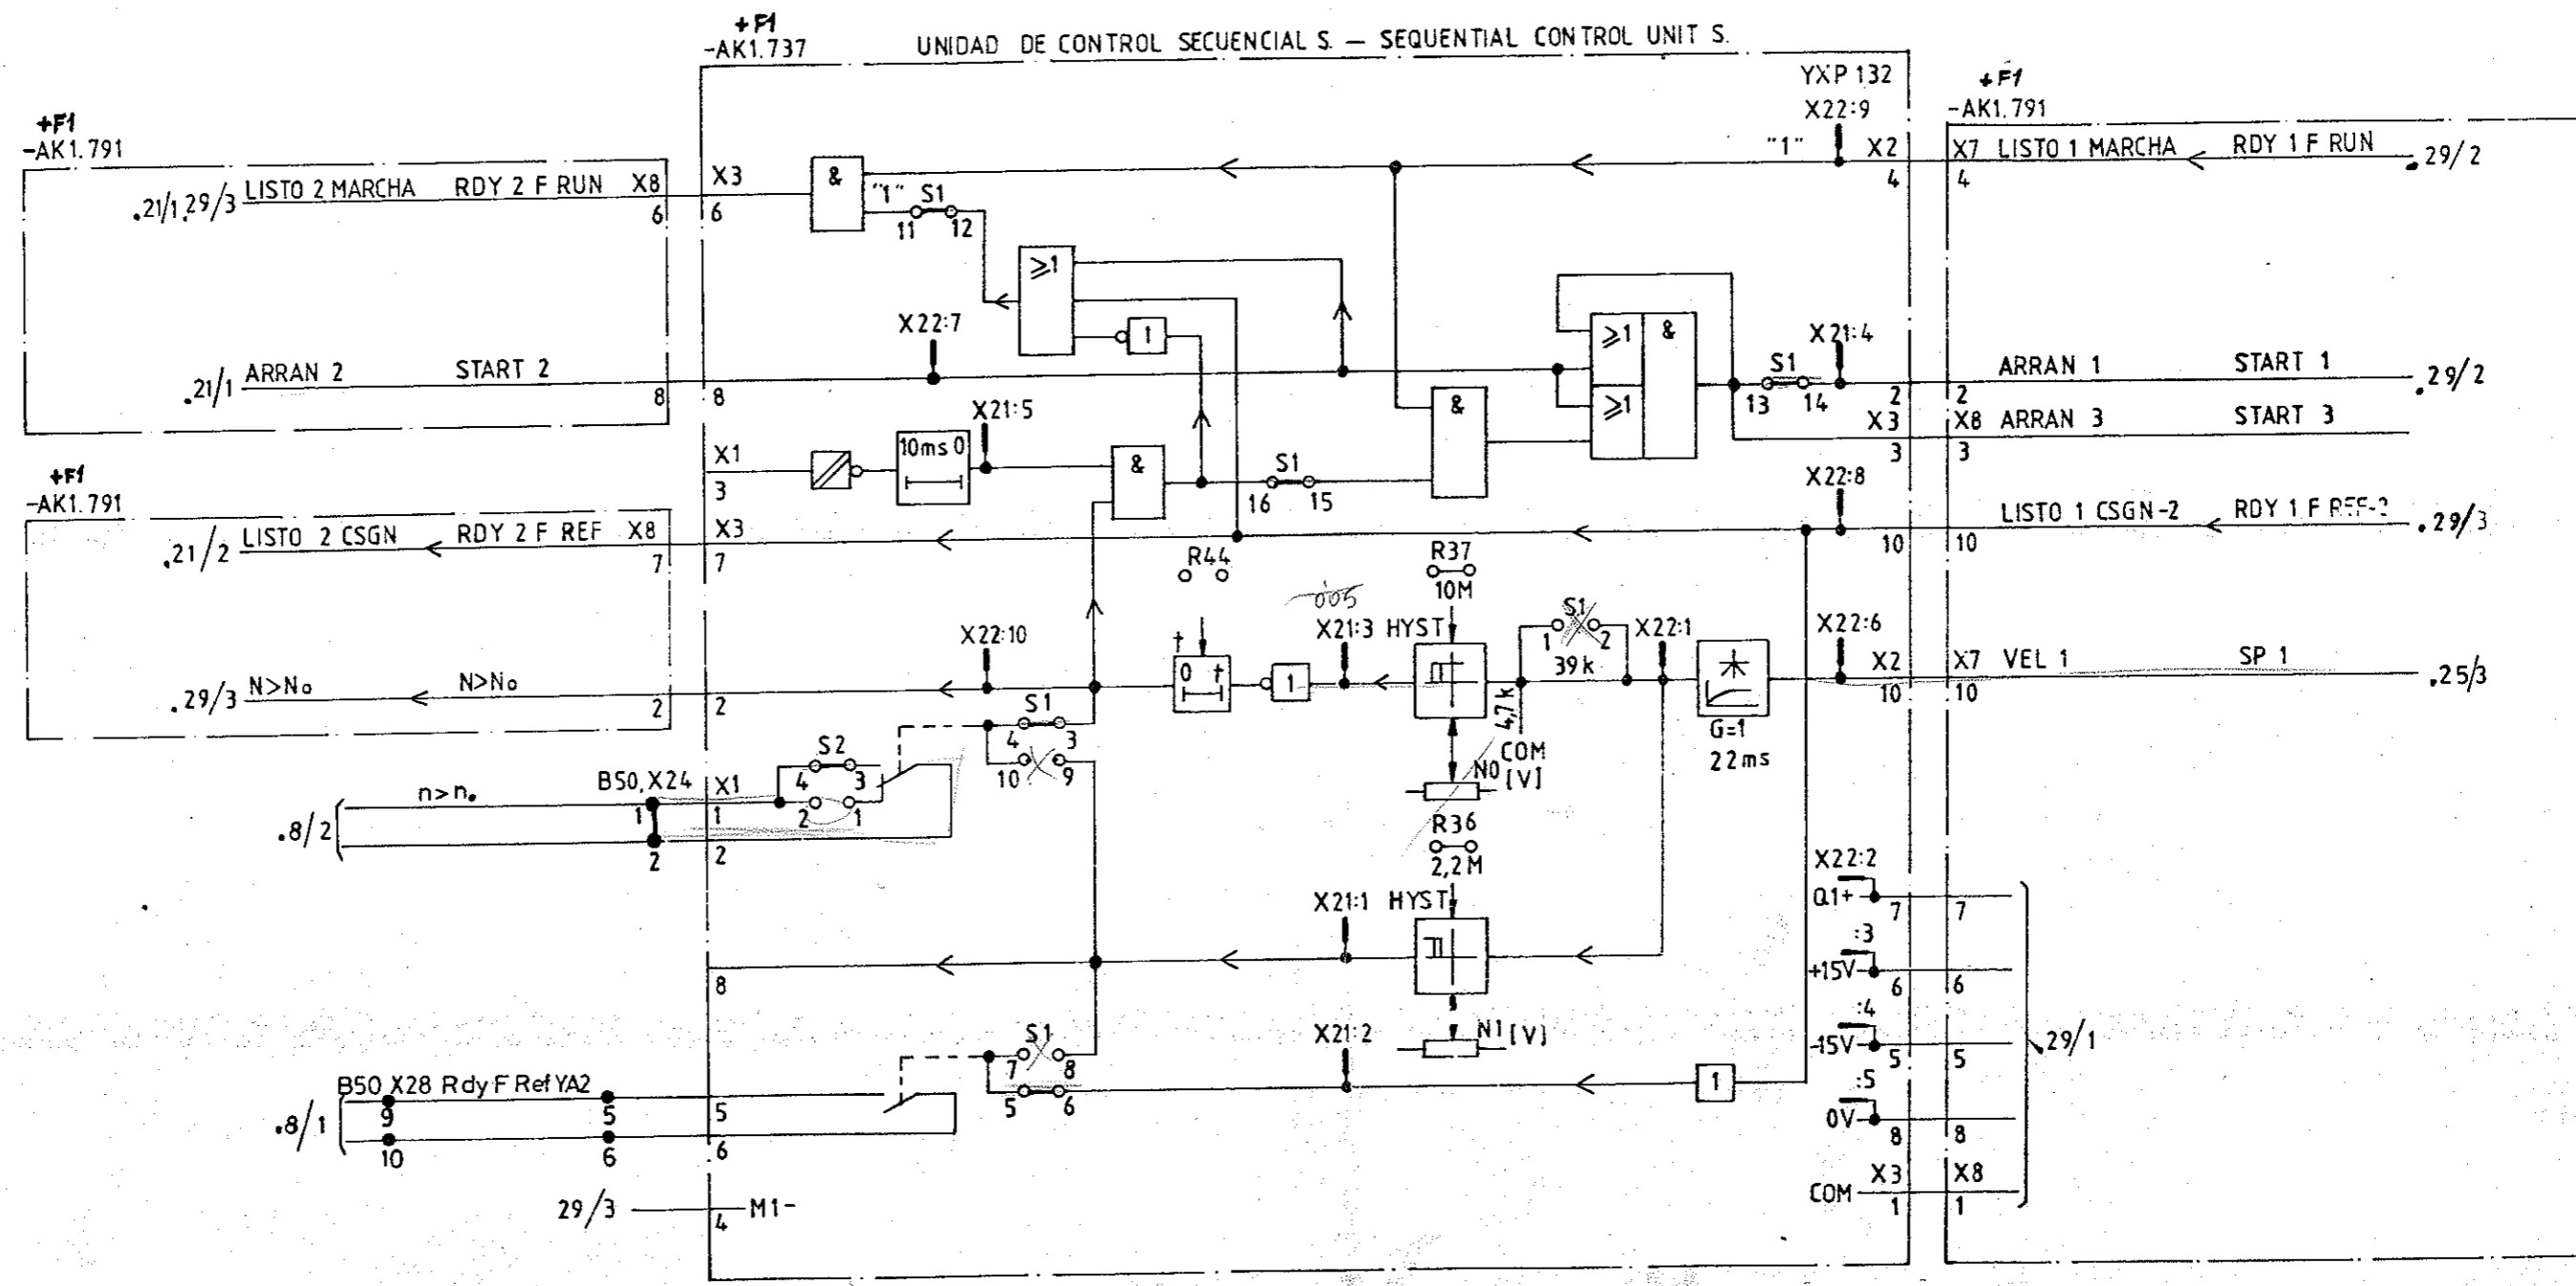 +F1
-AK1.737
UNIDAD DE CONTROL SECUENCIAL S. — SEQUENTIAL CONTROL UNIT S.
YXP 132
X22:9
"1"
X2
4
+F1
-AK1.791
X7 LISTO 1 MARCHA RDY 1 F RUN .29/2
4
+F1
-AK1.791
.21/1.29/3 LISTO 2 MARCHA RDY 2 F RUN X8
6
X3
6
&
"1" S1
11 12
≥1
1
X22:7
.21/1 ARRAN 2 START 2
8
8
≥1 &
≥1
S1
13 14
X21:4
2
2
ARRAN 1 START 1 .29/2
X3
3
X8 ARRAN 3 START 3
3
X1
3
10ms 0
X21:5
&
S1
16 15
&
X22:8
+F1
-AK1.791
.21/2 LISTO 2 CSGN RDY 2 F REF X8
7
X3
7
10
10
LISTO 1 CSGN-2 RDY 1 F REF-2 .29/3
R44
R37
10M
X22:10
t
0 t
1
X21:3 HYST
S1
1 2
39k
4,7k
COM
X22:1
G=1
22ms
X22:6
X2
10
X7 VEL 1 SP 1 .25/3
10
.29/3 N>No N>No
2
2
S1
4 3
10 9
N0 [V]
R36
2,2M
n>n.
.8/2
B50,X24
1
2
X1
1
2
S2
4 3
2 1
X21:1 HYST
8
N1 [V]
X22:2
0.1+
7
7
:3
+15V
6
6
:4
-15V
5
5
:5
0V
8
8
.29/1
COM X3
1
X8
1
S1
7 8
5 6
X21:2
1
B50 X28 Rdy F Ref YA2
.8/1
9
10
5
6
5
6
29/3
4
M1-